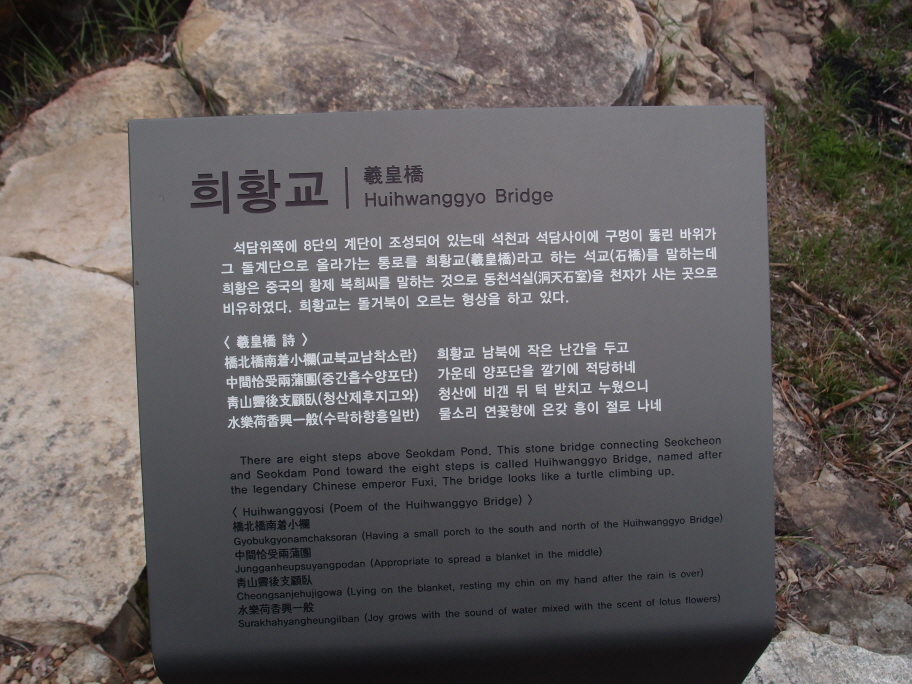 희황교 | 羲皇橋
Huihwanggyo Bridge
석담위쪽에 8단의 계단이 조성되어 있는데 석천과 석담사이에 구멍이 뚫린 바위가
그 돌계단으로 올라가는 통로를 희황교(羲皇橋)라고 하는 석교(石橋)를 말하는데
희황은 중국의 황제 복희씨를 말하는 것으로 동천석실(洞天石室)을 천자가 사는 곳으로
비유하였다. 희황교는 돌거북이 오르는 형상을 하고 있다.
〈 羲皇橋 詩 〉
橋北橋南着小欄(교북교남착소란) 희황교 남북에 작은 난간을 두고
中間恰受兩蒲團(중간흡수양포단) 가운데 양포단을 깔기에 적당하네
靑山霽後支頤臥(청산제후지고와) 청산에 비갠 뒤 턱 받치고 누웠으니
水樂荷香興一般(수락하향흥일반) 물소리 연꽃향에 온갖 흥이 절로 나네
There are eight steps above Seokdam Pond. This stone bridge connecting Seokcheon
and Seokdam Pond toward the eight steps is called Huihwanggyo Bridge, named after
the legendary Chinese emperor Fuxi. The bridge looks like a turtle climbing up.
〈 Huihwanggyosi (Poem of the Huihwanggyo Bridge) 〉
橋北橋南着小欄
Gyobukgyonamchaksoran (Having a small porch to the south and north of the Huihwanggyo Bridge)
中間恰受兩蒲團
Jungganheupsuyangpodan (Appropriate to spread a blanket in the middle)
靑山霽後支頤臥
Cheongsanjehujigowa (Lying on the blanket, resting my chin on my hand after the rain is over)
水樂荷香興一般
Surakhahyangheungilban (Joy grows with the sound of water mixed with the scent of lotus flowers)